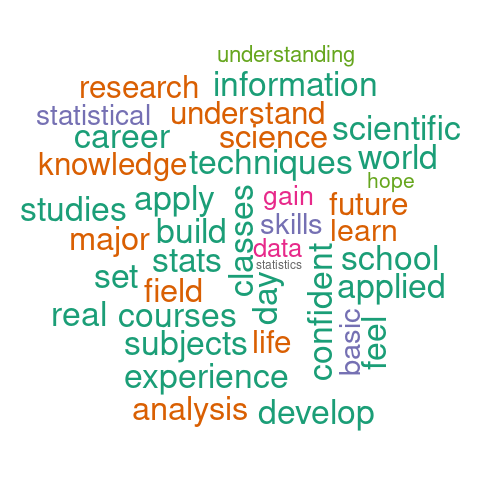 understanding
research information
statistical understand
career science scientific
knowledge techniques world
hope
studies apply classes gain future
major build skills learn
stats data school
set statistics
field day confident applied
real courses basic feel
subjects life
experience
analysis develop